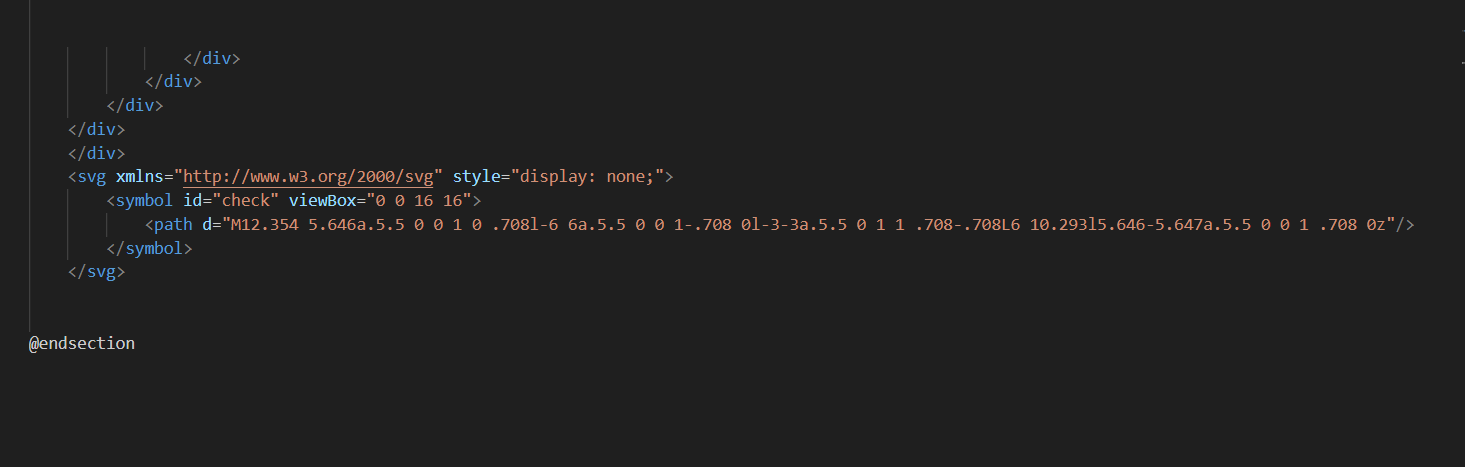 </div>
</div>
</div>
</div>
</div>
<svg xmlns="http://www.w3.org/2000/svg" style="display: none;">
<symbol id="check" viewBox="0 0 16 16">
<path d="M12.354 5.646a.5.5 0 0 1 0 .708l-6 6a.5.5 0 0 1-.708 0l-3-3a.5.5 0 1 1 .708-.708L6 10.293l5.646-5.647a.5.5 0 0 1 .708 0z"/>
</symbol>
</svg>
@endsection